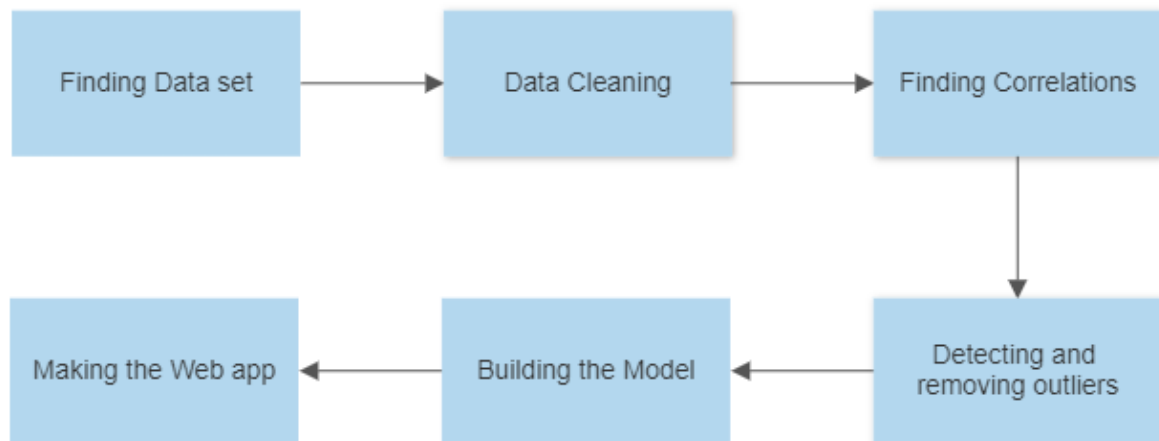 Finding Data set
Data Cleaning
Finding Correlations
Detecting and
removing outliers
Building the Model
Making the Web app